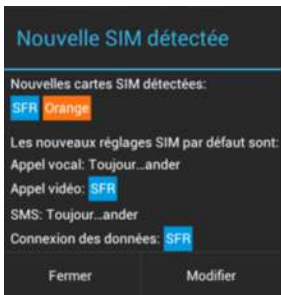 Nouvelle SIM détectée
Nouvelles cartes SIM détectées:
SFR Orange
Les nouveaux réglages SIM par défaut sont:
Appel vocal: Toujour...ander
Appel vidéo: SFR
SMS: Toujour...ander
Connexion des données: SFR
Fermer Modifier